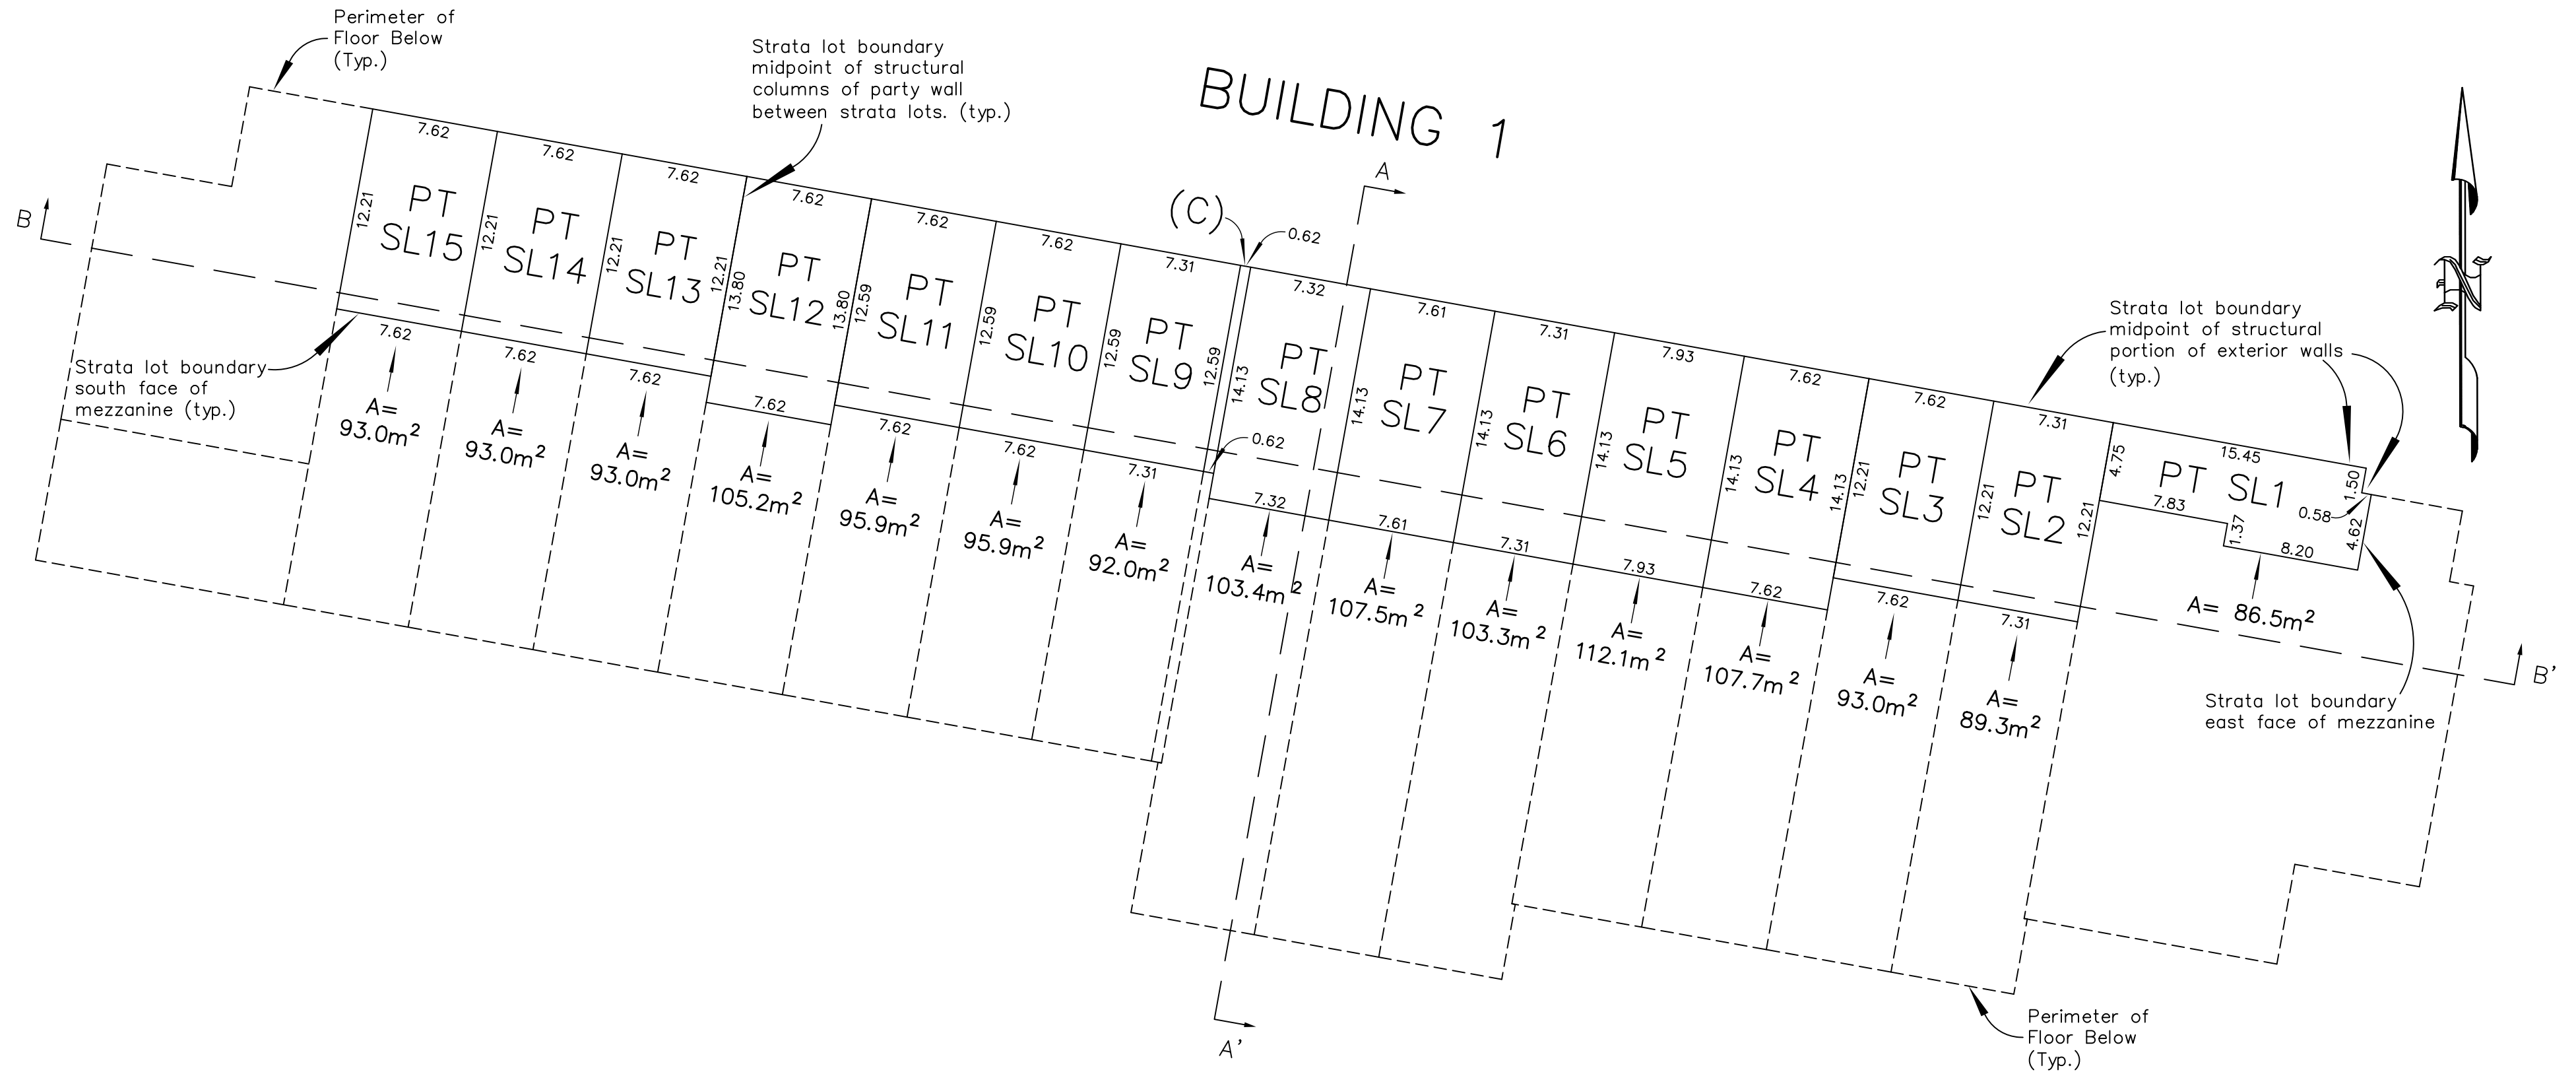 Perimeter of
Floor Below
(Typ.)
Strata lot boundary
midpoint of structural
columns of party wall
between strata lots. (typ.)
BUILDING 1
A
(C)
0.62
N
B
7.62
12.21
PT
SL15
7.62
12.21
PT
SL14
7.62
12.21
PT
SL13
12.21
7.62
13.80
PT
SL12
13.80
7.62
12.59
PT
SL11
7.62
12.59
PT
SL10
7.31
12.59
PT
SL9
12.59
7.32
14.13
PT
SL8
7.61
14.13
PT
SL7
7.31
14.13
PT
SL6
7.93
14.13
PT
SL5
7.62
14.13
PT
SL4
14.13
7.62
12.21
PT
SL3
7.31
12.21
PT
SL2
12.21
15.45
4.75
PT SL1
1.50
0.58
4.62
7.83
1.37
8.20
Strata lot boundary
midpoint of structural
portion of exterior walls
(typ.)
Strata lot boundary
south face of
mezzanine (typ.)
7.62
A=
93.0m²
7.62
A=
93.0m²
7.62
A=
93.0m²
7.62
A=
105.2m²
7.62
A=
95.9m²
7.62
A=
95.9m²
7.31
A=
92.0m²
0.62
7.32
A=
103.4m²
7.61
A=
107.5m²
7.31
A=
103.3m²
7.93
A=
112.1m²
7.62
A=
107.7m²
7.62
A=
93.0m²
7.31
A=
89.3m²
A= 86.5m²
B'
Strata lot boundary
east face of mezzanine
A'
Perimeter of
Floor Below
(Typ.)